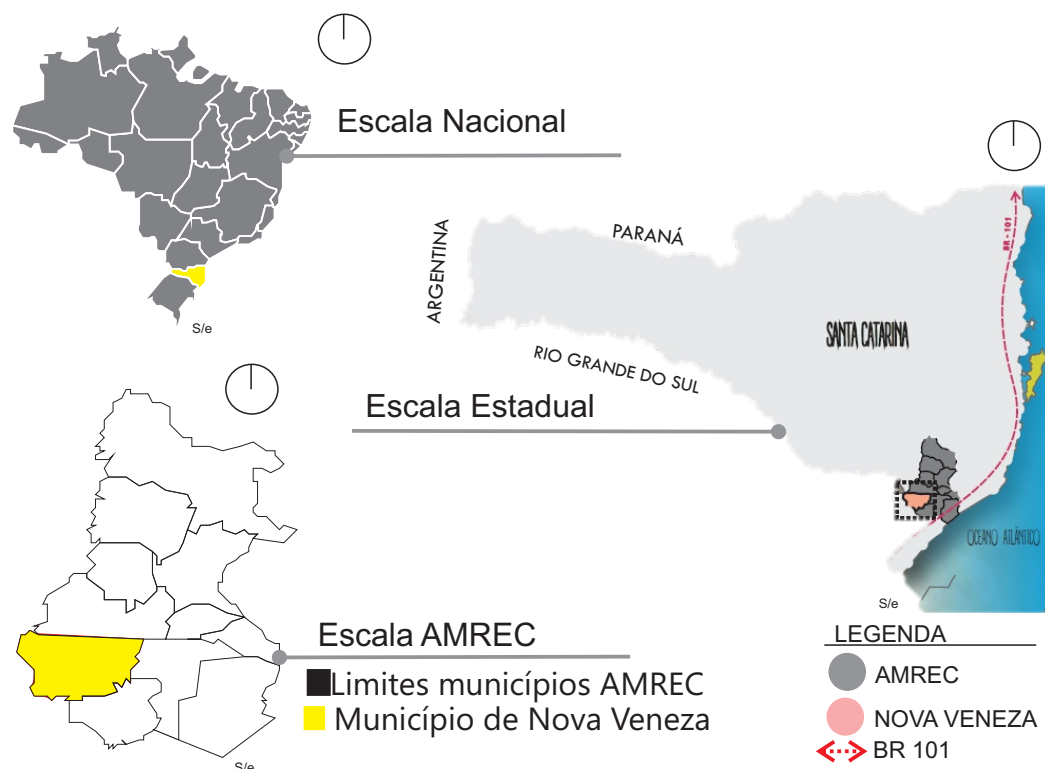 Escala Nacional
S/e
ARGENTINA
PARANÁ
BR - 101
SANTA CATARINA
RIO GRANDE DO SUL
Escala Estadual
OCEANO ATLÂNTICO
S/e
Escala AMREC
Limites municípios AMREC
Município de Nova Veneza
S/e
LEGENDA
AMREC
NOVA VENEZA
BR 101